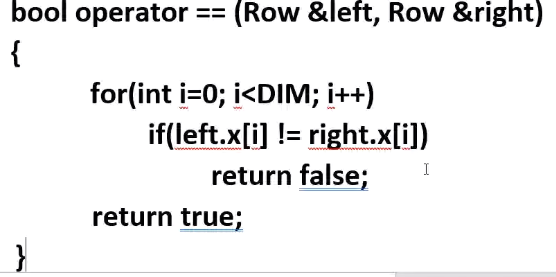 bool operator == (Row &left, Row &right)
{
for(int i=0; i<DIM; i++)
if(left.x[i] != right.x[i])
return false;
return true;
}